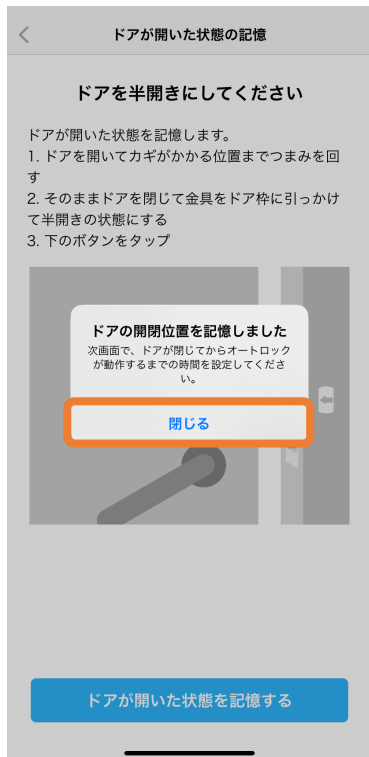 ドアが開いた状態の記憶
ドアを半開きにしてください
ドアが開いた状態を記憶します。
1. ドアを開いてカギがかかる位置までつまみを回
す
2. そのままドアを閉じて金具をドア枠に引っかけ
て半開きの状態にする
3. 下のボタンをタップ
ドアの開閉位置を記憶しました
次画面で、ドアが閉じてからオートロック
が動作するまでの時間を設定してくださ
い。
閉じる
ドアが開いた状態を記憶する